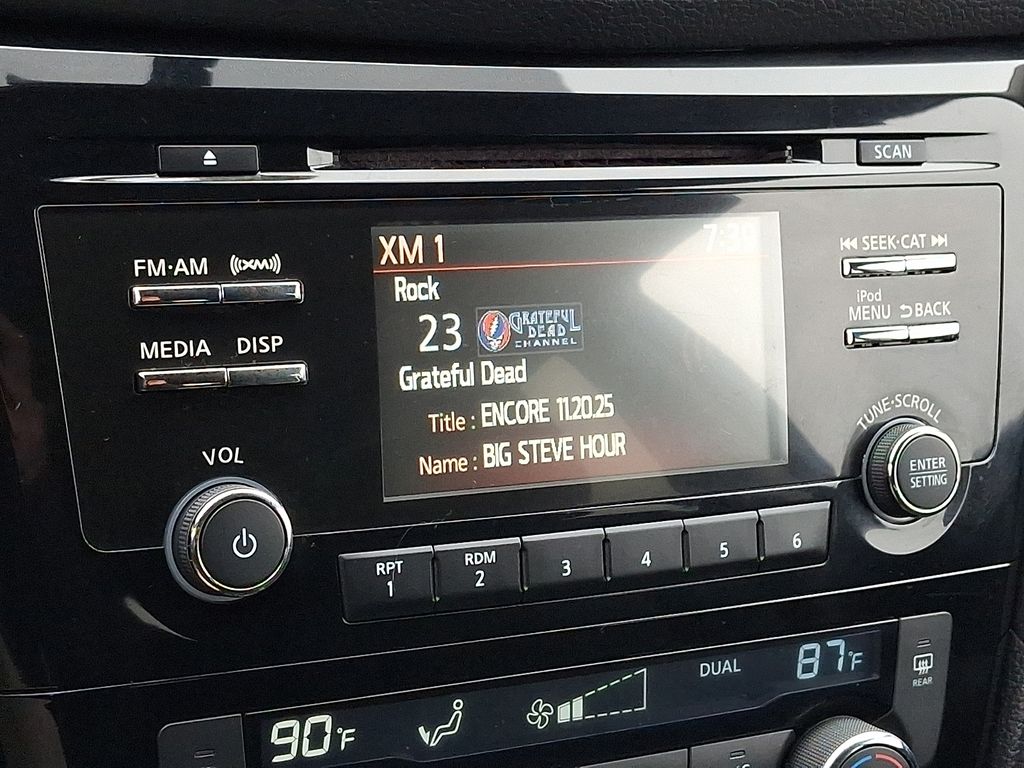 SCAN
FM·AM
((XM))
SEEK·CAT
iPod
MENU
BACK
MEDIA
DISP
TUNE·SCROLL
VOL
ENTER
SETTING
XM 1
Rock
23
GRATEFUL
DEAD
CHANNEL
Grateful Dead
Title : ENCORE 11.20.25
Name : BIG STEVE HOUR
RPT
1
RDM
2
3
4
5
6
90°F
DUAL
87°F
REAR